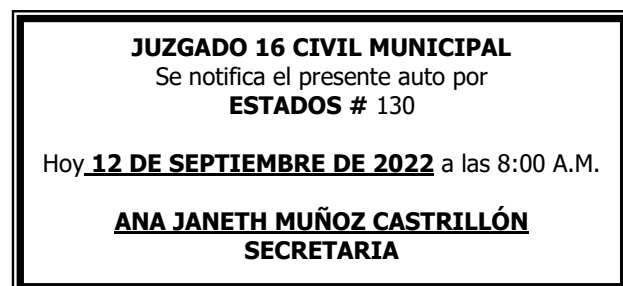 JUZGADO 16 CIVIL MUNICIPAL
Se notifica el presente auto por
ESTADOS # 130
Hoy 12 DE SEPTIEMBRE DE 2022 a las 8:00 A.M.
ANA JANETH MUÑOZ CASTRILLÓN
SECRETARIA